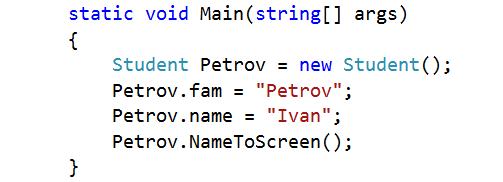 static void Main(string[] args)
{
Student Petrov = new Student();
Petrov.fam = "Petrov";
Petrov.name = "Ivan";
Petrov.NameToScreen();
}